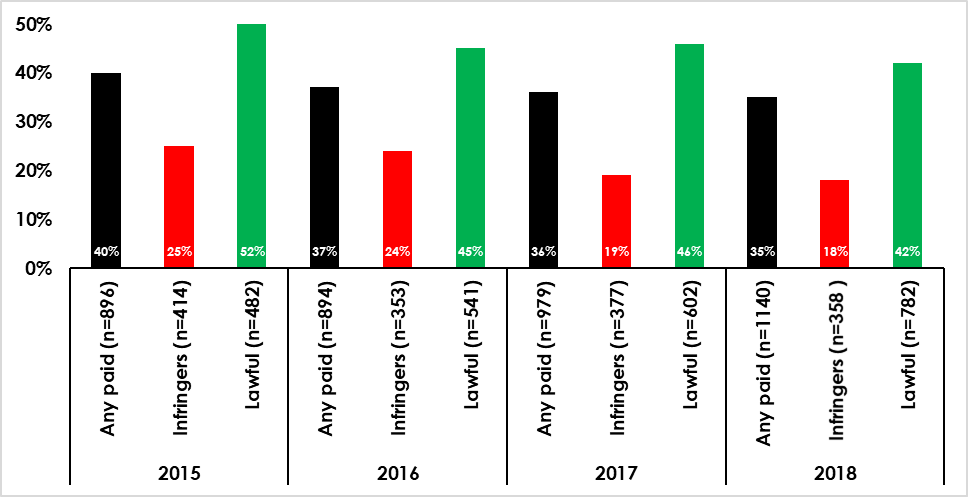 50%
40%
30%
20%
10%
0%
40%
25%
52%
37%
24%
45%
36%
19%
46%
35%
18%
42%
Any paid (n=896)
Infringers (n=414)
Lawful (n=482)
Any paid (n=894)
Infringers (n=353)
Lawful (n=541)
Any paid (n=979)
Infringers (n=377)
Lawful (n=602)
Any paid (n=1140)
Infringers (n=358 )
Lawful (n=782)
2015
2016
2017
2018